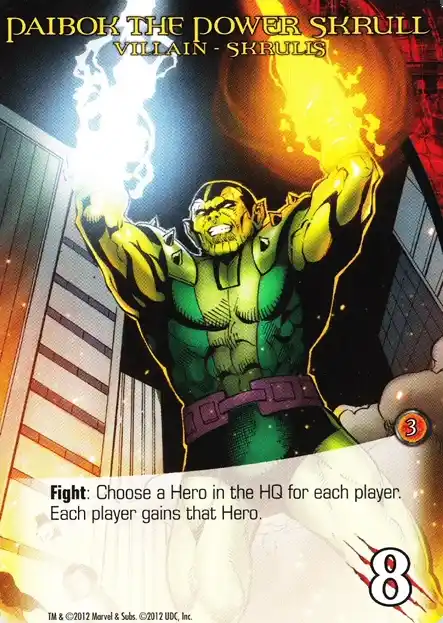 PAIBOK THE POWER SKRULL
VILLAIN - SKRULLS
3
Fight: Choose a Hero in the HQ for each player.
Each player gains that Hero.
8
TM & ©2012 Marvel & Subs. ©2012 UDC, Inc.